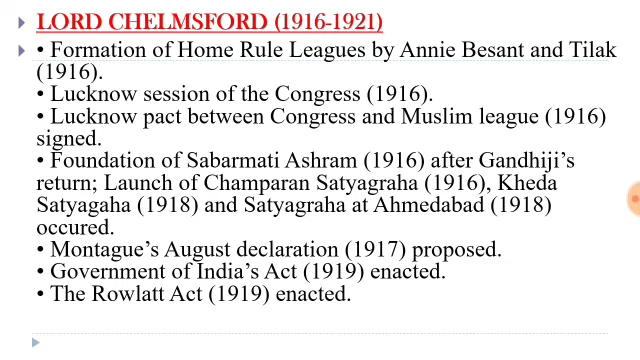 LORD CHELMSFORD (1916-1921)
• Formation of Home Rule Leagues by Annie Besant and Tilak
(1916).
• Lucknow session of the Congress (1916).
• Lucknow pact between Congress and Muslim league (1916)
signed.
• Foundation of Sabarmati Ashram (1916) after Gandhiji’s
return; Launch of Champaran Satyagraha (1916), Kheda
Satyagaha (1918) and Satyagraha at Ahmedabad (1918)
occured.
• Montague’s August declaration (1917) proposed.
• Government of India’s Act (1919) enacted.
• The Rowlatt Act (1919) enacted.